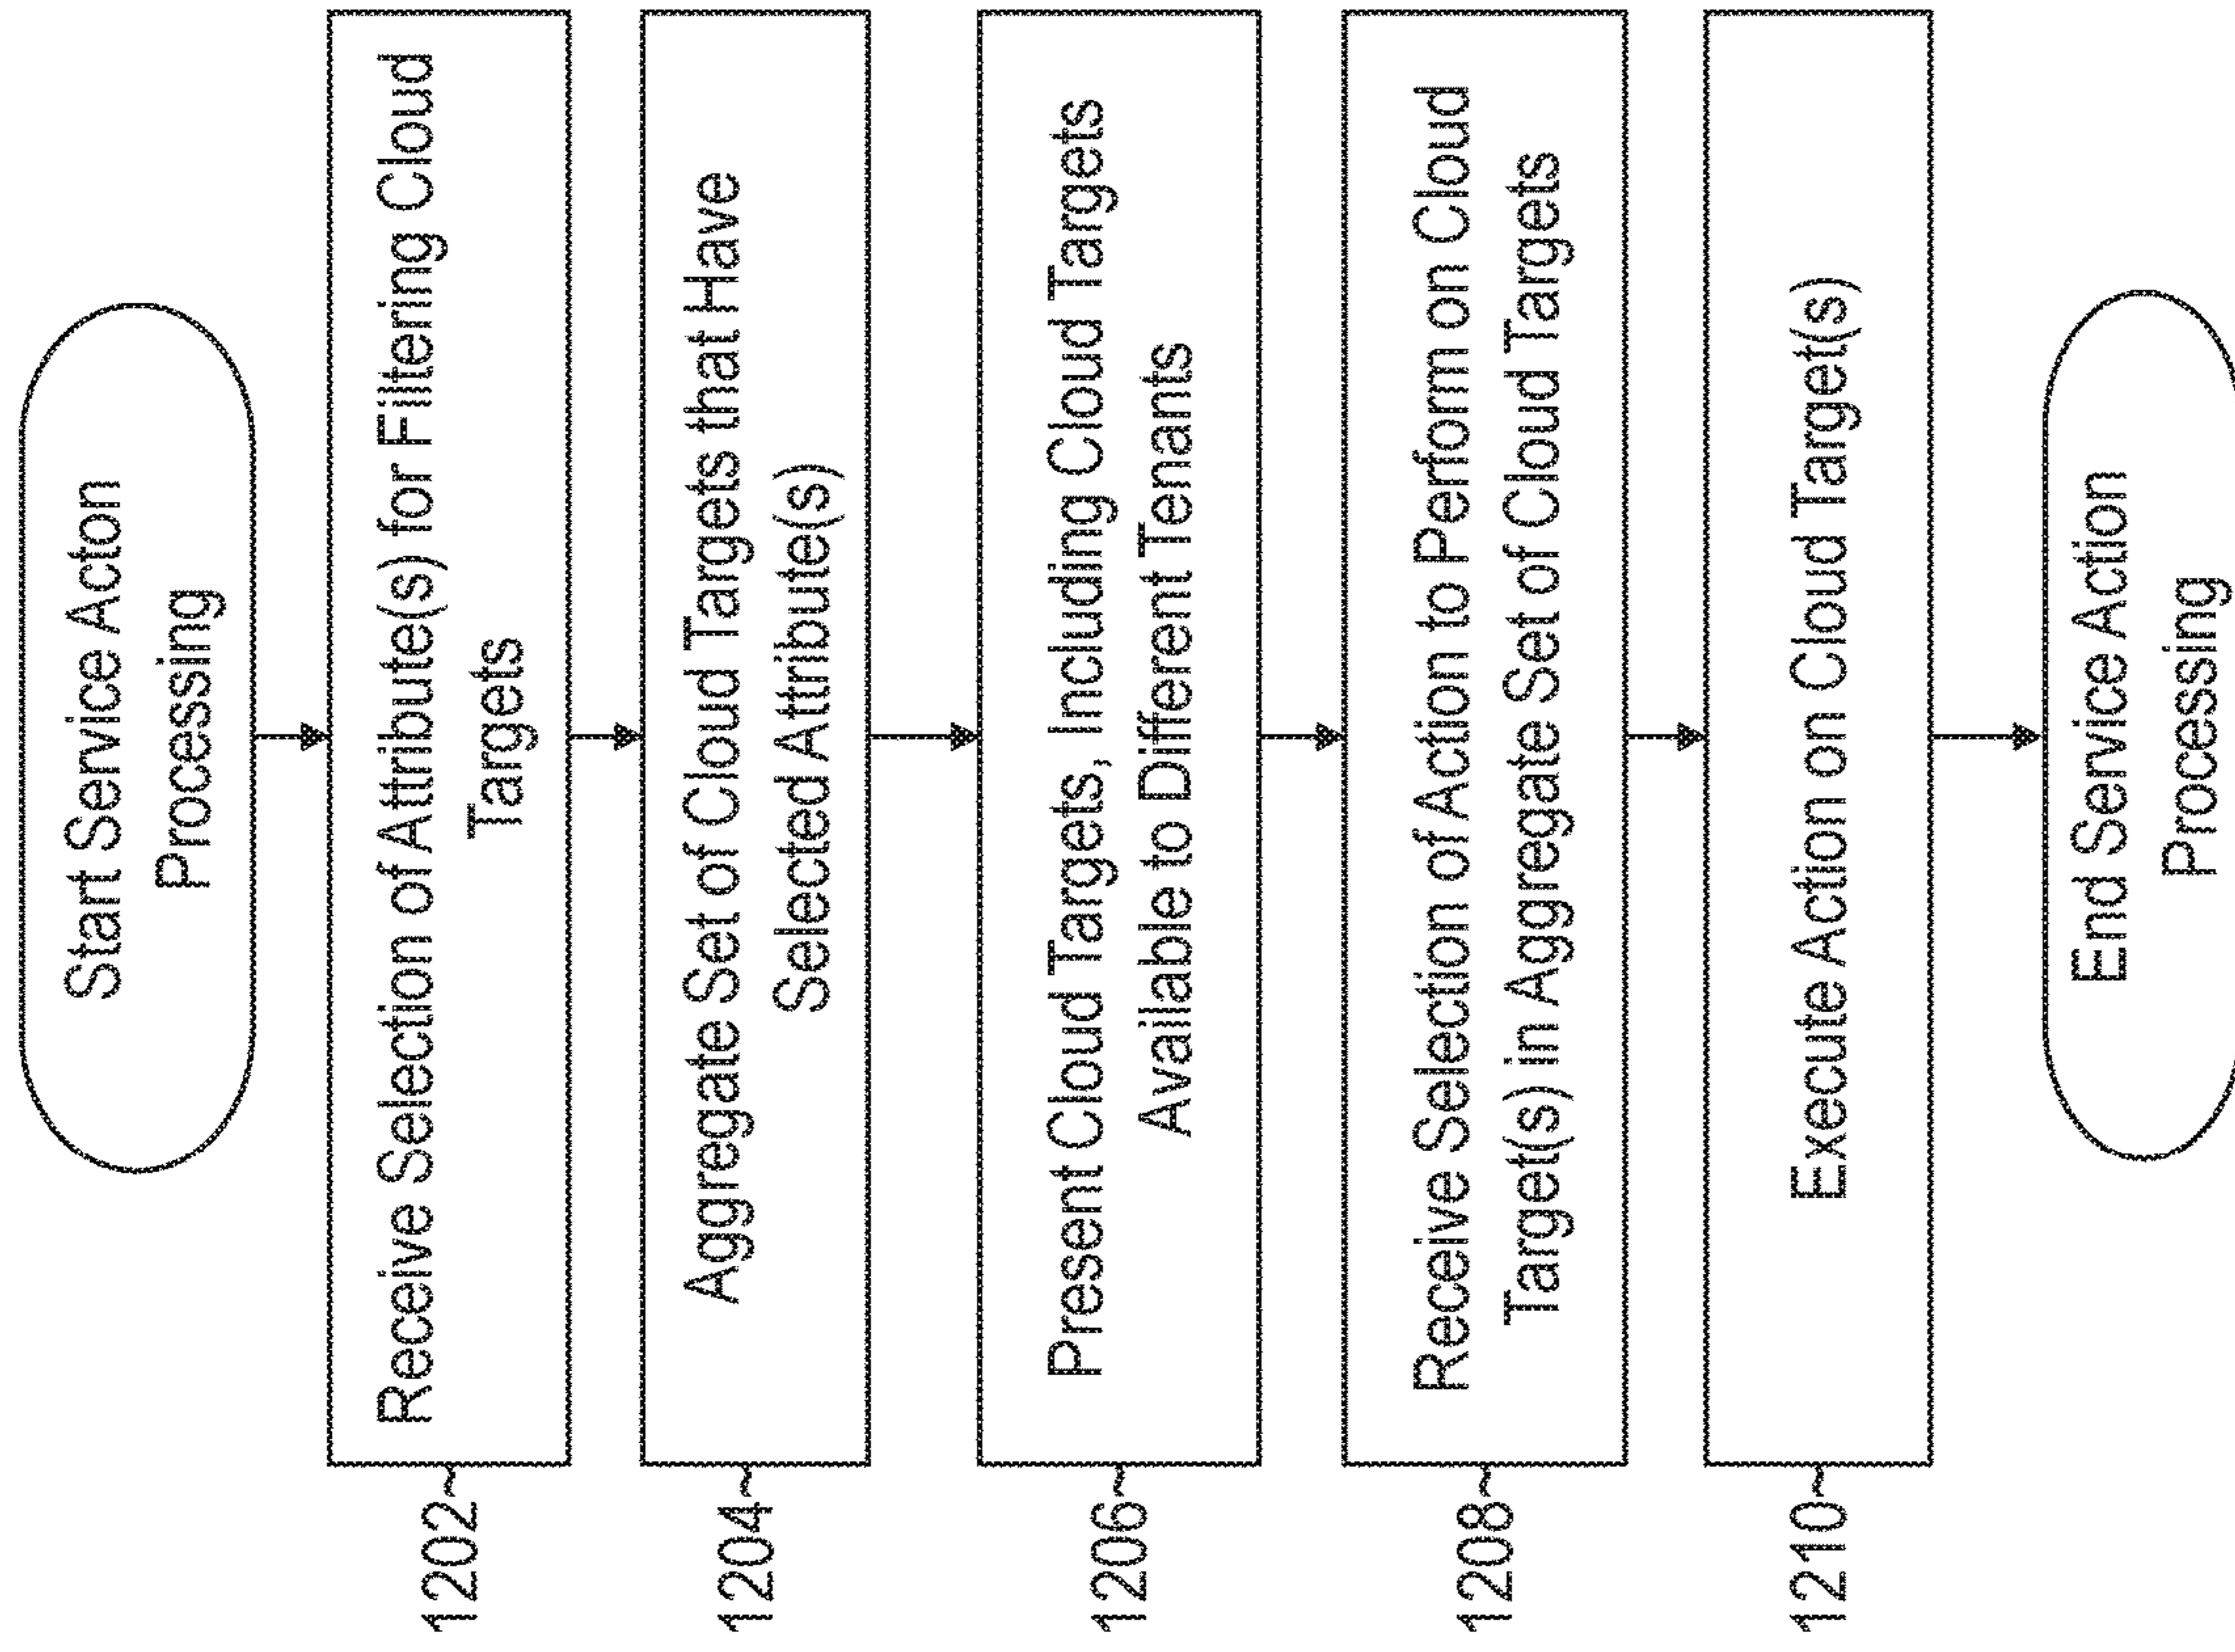 Start Service Acton
Processing
1202
Receive Selection of Attribute(s) for Filtering Cloud
Targets
1204
Aggregate Set of Cloud Targets that Have
Selected Attribute(s)
1206
Present Cloud Targets, Including Cloud Targets
Available to Different Tenants
1208
Receive Selection of Action to Perform on Cloud
Target(s) in Aggregate Set of Cloud Targets
1210
Execute Action on Cloud Target(s)
End Service Action
Processing